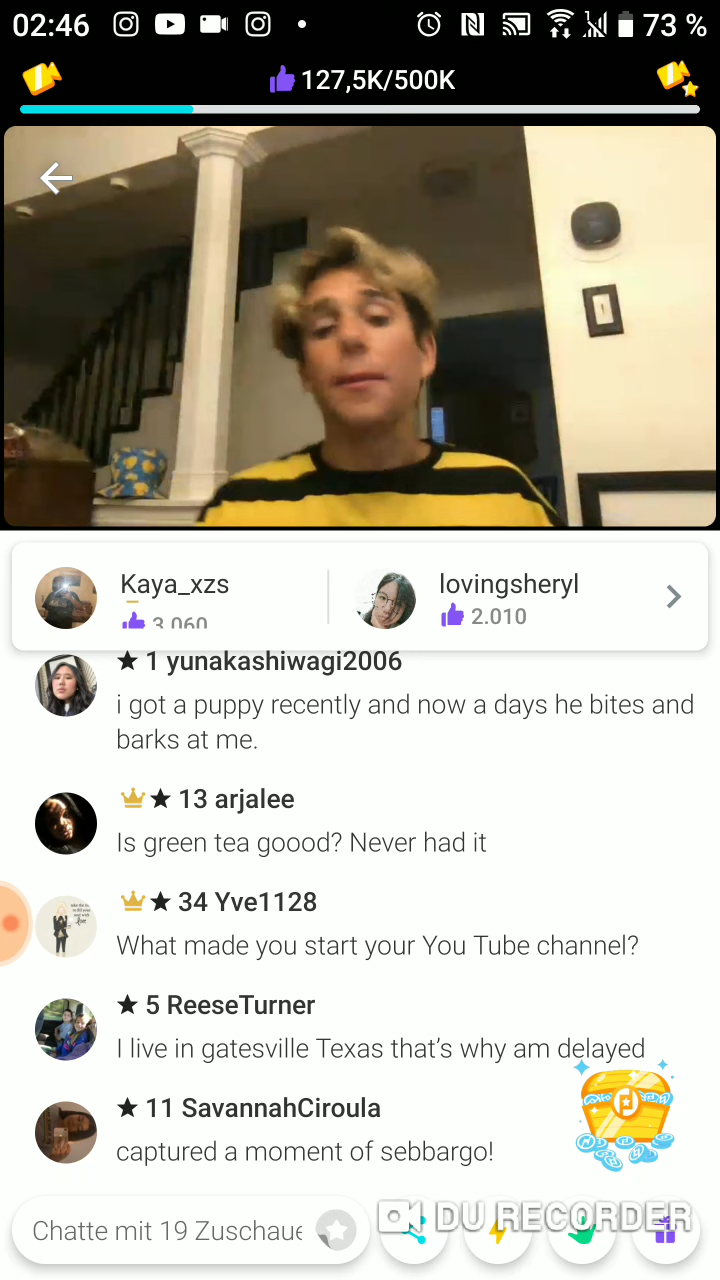 02:46 73 %
127,5K/500K
Kaya_xzs lovingsheryl
3.060 2.010
★ 1 yunakashiwagi2006
i got a puppy recently and now a days he bites and
barks at me.
★ 13 arjalee
Is green tea goood? Never had it
★ 34 Yve1128
What made you start your You Tube channel?
★ 5 ReeseTurner
I live in gatesville Texas that’s why am delayed
★ 11 SavannahCiroula
captured a moment of sebbargo!
Chatte mit 19 Zuschaue
DU RECORDER